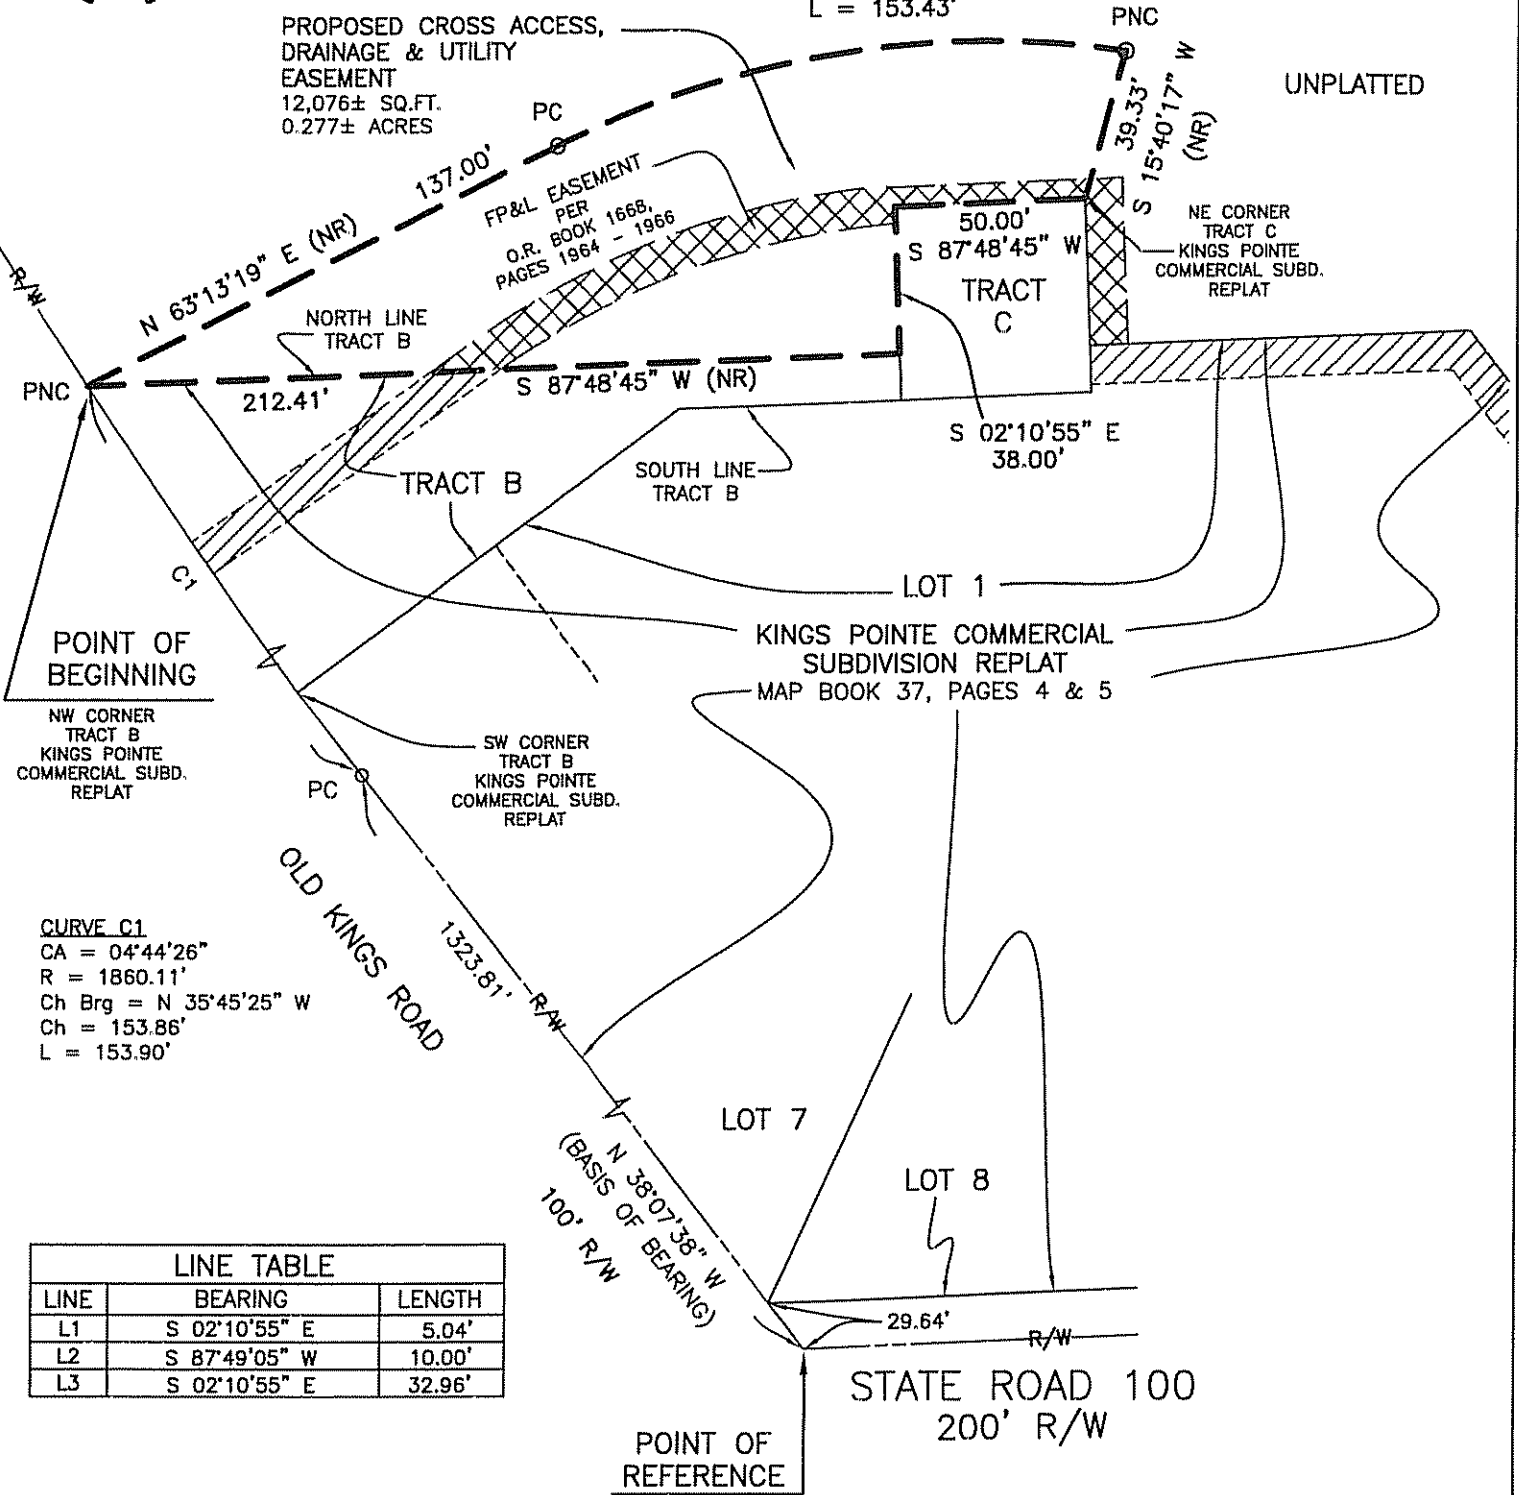 L = 153.43'
PROPOSED CROSS ACCESS,
DRAINAGE & UTILITY
EASEMENT
12,076± SQ.FT.
0.277± ACRES
PNC
UNPLATTED
PC
39.33'
S 15°40'17" W
(NR)
137.00'
N 63°13'19" E (NR)
FP&L EASEMENT
PER
O.R. BOOK 1668,
PAGES 1964 - 1966
50.00'
S 87°48'45" W
TRACT
C
NE CORNER
TRACT C
KINGS POINTE
COMMERCIAL SUBD.
REPLAT
R/W
NORTH LINE
TRACT B
PNC
212.41'
S 87°48'45" W (NR)
S 02°10'55" E
38.00'
TRACT B
SOUTH LINE
TRACT B
C1
LOT 1
POINT OF
BEGINNING
NW CORNER
TRACT B
KINGS POINTE
COMMERCIAL SUBD.
REPLAT
KINGS POINTE COMMERCIAL
SUBDIVISION REPLAT
MAP BOOK 37, PAGES 4 & 5
SW CORNER
TRACT B
KINGS POINTE
COMMERCIAL SUBD.
REPLAT
PC
OLD KINGS ROAD
1323.81'
R/W
CURVE C1
CA = 04°44'26"
R = 1860.11'
Ch Brg = N 35°45'25" W
Ch = 153.86'
L = 153.90'
LOT 7
LOT 8
N 38°07'38" W
(BASIS OF BEARING)
100' R/W
LINE TABLE
LINE BEARING LENGTH
L1 S 02°10'55" E 5.04'
L2 S 87°49'05" W 10.00'
L3 S 02°10'55" E 32.96'
29.64'
R/W
STATE ROAD 100
200' R/W
POINT OF
REFERENCE